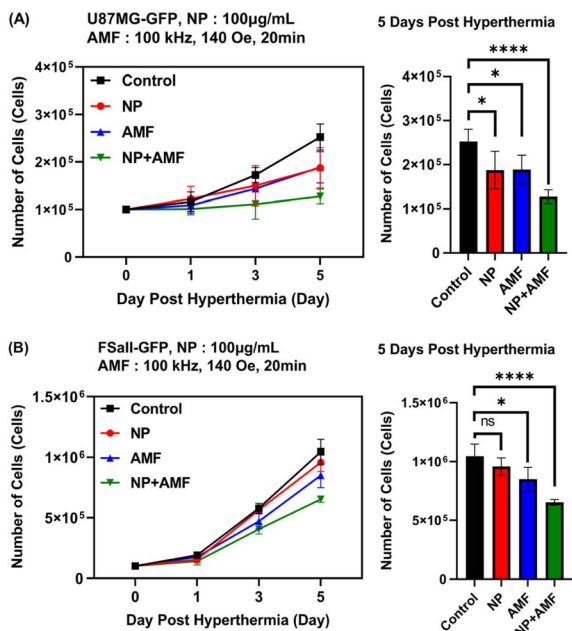 (A)
U87MG-GFP, NP : 100µg/mL
AMF: 100 kHz, 140 Oe, 20min
Number of Cells (Cells)
4×10⁵
3×10⁵
2×10⁵
1×10⁵
0
Control
NP
AMF
NP+AMF
0 1 3 5
Day Post Hyperthermia (Day)
5 Days Post Hyperthermia
****
*
*
Number of Cells (Cells)
4×10⁵
3×10⁵
2×10⁵
1×10⁵
0
Control NP AMF NP+AMF
(B)
FSaII-GFP, NP : 100µg/mL
AMF: 100 kHz, 140 Oe, 20min
Number of Cells (Cells)
1.5×10⁶
1×10⁶
5×10⁵
0
Control
NP
AMF
NP+AMF
0 1 3 5
Day Post Hyperthermia (Day)
5 Days Post Hyperthermia
****
*
ns
Number of Cells (Cells)
1.5×10⁶
1×10⁶
5×10⁵
0
Control NP AMF NP+AMF